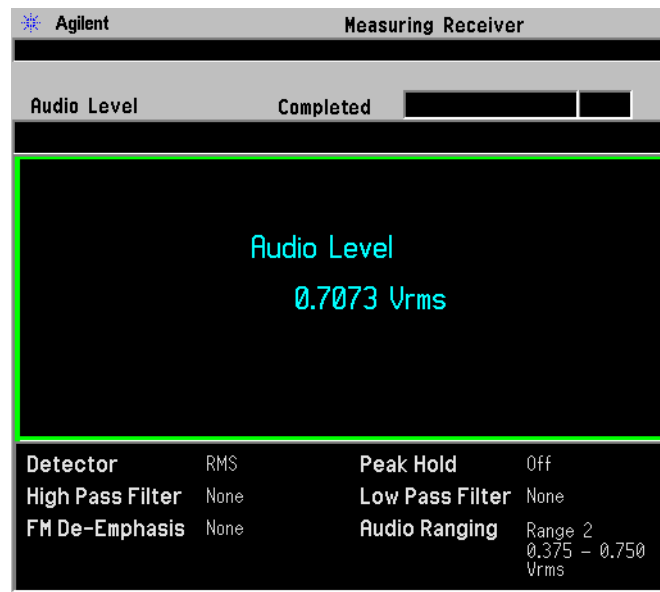 Agilent Measuring Receiver
Audio Level Completed
Audio Level
0.7073 Vrms
Detector RMS Peak Hold Off
High Pass Filter None Low Pass Filter None
FM De-Emphasis None Audio Ranging Range 2
0.375 - 0.750
Vrms